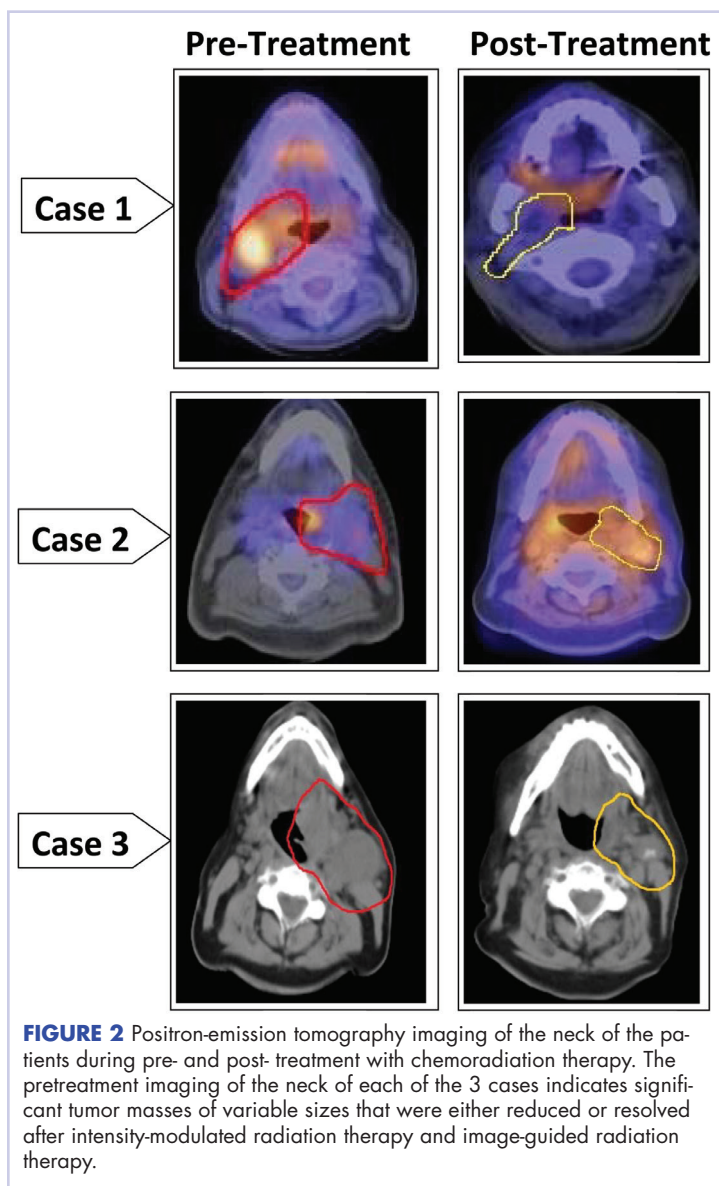 Pre-Treatment Post-Treatment
Case 1
Case 2
Case 3
FIGURE 2 Positron-emission tomography imaging of the neck of the pa-
tients during pre- and post- treatment with chemoradiation therapy. The
pretreatment imaging of the neck of each of the 3 cases indicates signifi-
cant tumor masses of variable sizes that were either reduced or resolved
after intensity-modulated radiation therapy and image-guided radiation
therapy.